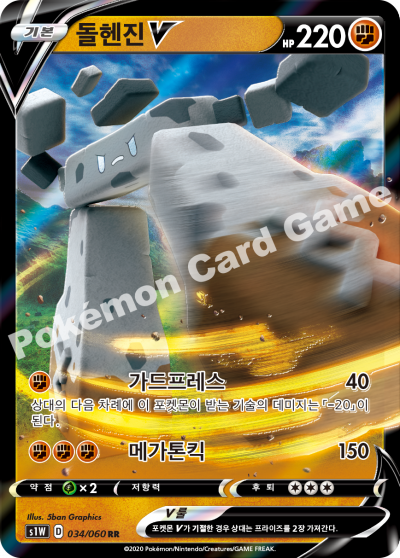 기본 돌헨진 V HP 220
Pokémon Card Game
가드프레스 40
상대의 다음 차례에 이 포켓몬이 받는 기술의 데미지는 「-20」이
된다.
메가톤킥 150
약점 ×2 저항력 후퇴
Illus. 5ban Graphics V룰
s1W D 034/060 RR 포켓몬 V가 기절한 경우 상대는 프라이즈를 2장 가져간다.
©2020 Pokémon/Nintendo/Creatures/GAME FREAK.